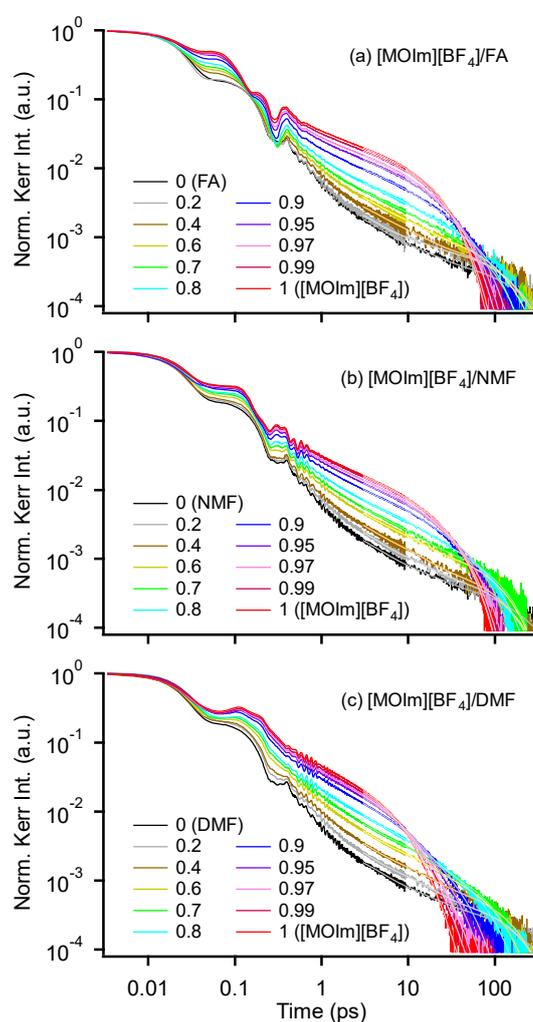 (a) [MOIm][BF4]/FA
Norm. Kerr Int. (a.u.)
10^0
10^-1
10^-2
10^-3
10^-4
0 (FA)
0.2 0.9
0.4 0.95
0.6 0.97
0.7 0.99
0.8 1 ([MOIm][BF4])
(b) [MOIm][BF4]/NMF
Norm. Kerr Int. (a.u.)
10^0
10^-1
10^-2
10^-3
10^-4
0 (NMF)
0.2 0.9
0.4 0.95
0.6 0.97
0.7 0.99
0.8 1 ([MOIm][BF4])
(c) [MOIm][BF4]/DMF
Norm. Kerr Int. (a.u.)
10^0
10^-1
10^-2
10^-3
10^-4
0 (DMF)
0.2 0.9
0.4 0.95
0.6 0.97
0.7 0.99
0.8 1 ([MOIm][BF4])
0.01 0.1 1 10 100
Time (ps)